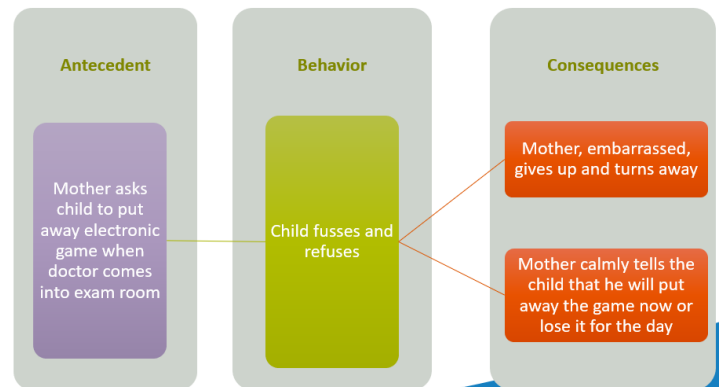 Antecedent
Behavior
Consequences
Mother asks
child to put
away electronic
game when
doctor comes
into exam room
Child fusses and
refuses
Mother, embarrassed,
gives up and turns away
Mother calmly tells the
child that he will put
away the game now or
lose it for the day